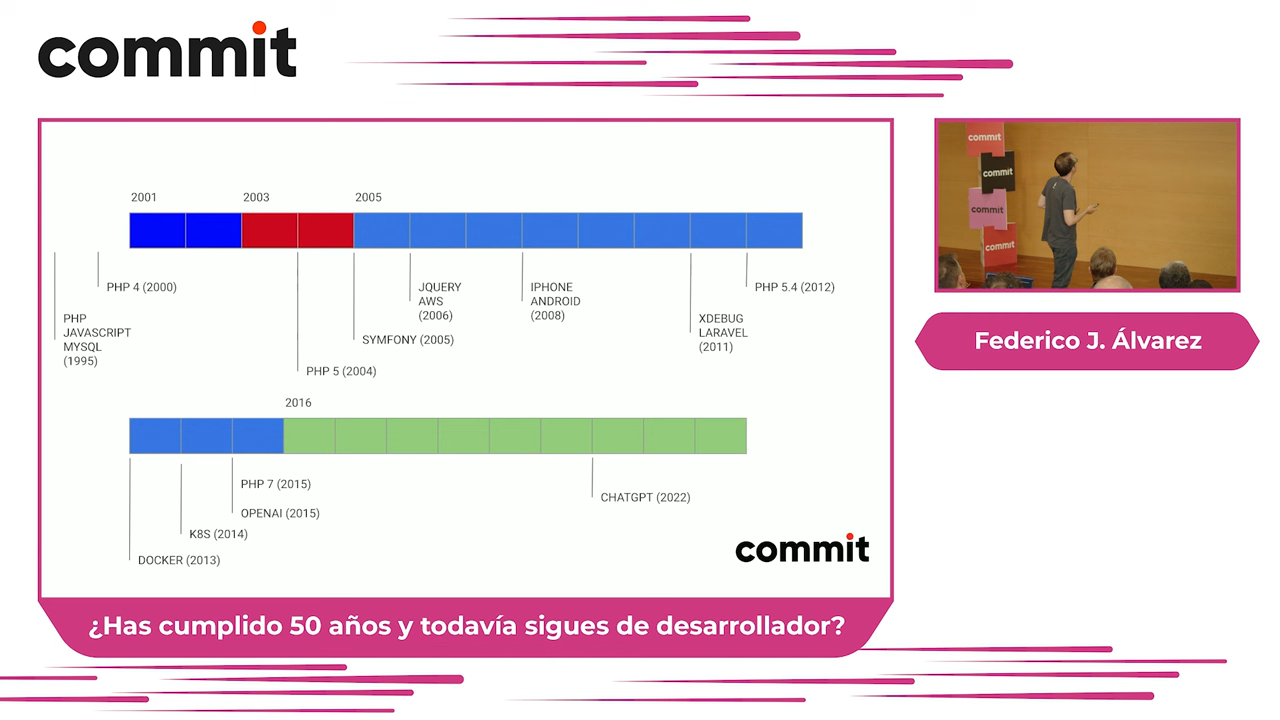 commit
2001
2003
2005
PHP 4 (2000)
PHP
JAVASCRIPT
MYSQL
(1995)
PHP 5 (2004)
SYMFONY (2005)
JQUERY
AWS
(2006)
IPHONE
ANDROID
(2008)
XDEBUG
LARAVEL
(2011)
PHP 5.4 (2012)
2016
PHP 7 (2015)
OPENAI (2015)
K8S (2014)
DOCKER (2013)
CHATGPT (2022)
commit
¿Has cumplido 50 años y todavía sigues de desarrollador?
commit
commit
commit
commit
Federico J. Álvarez